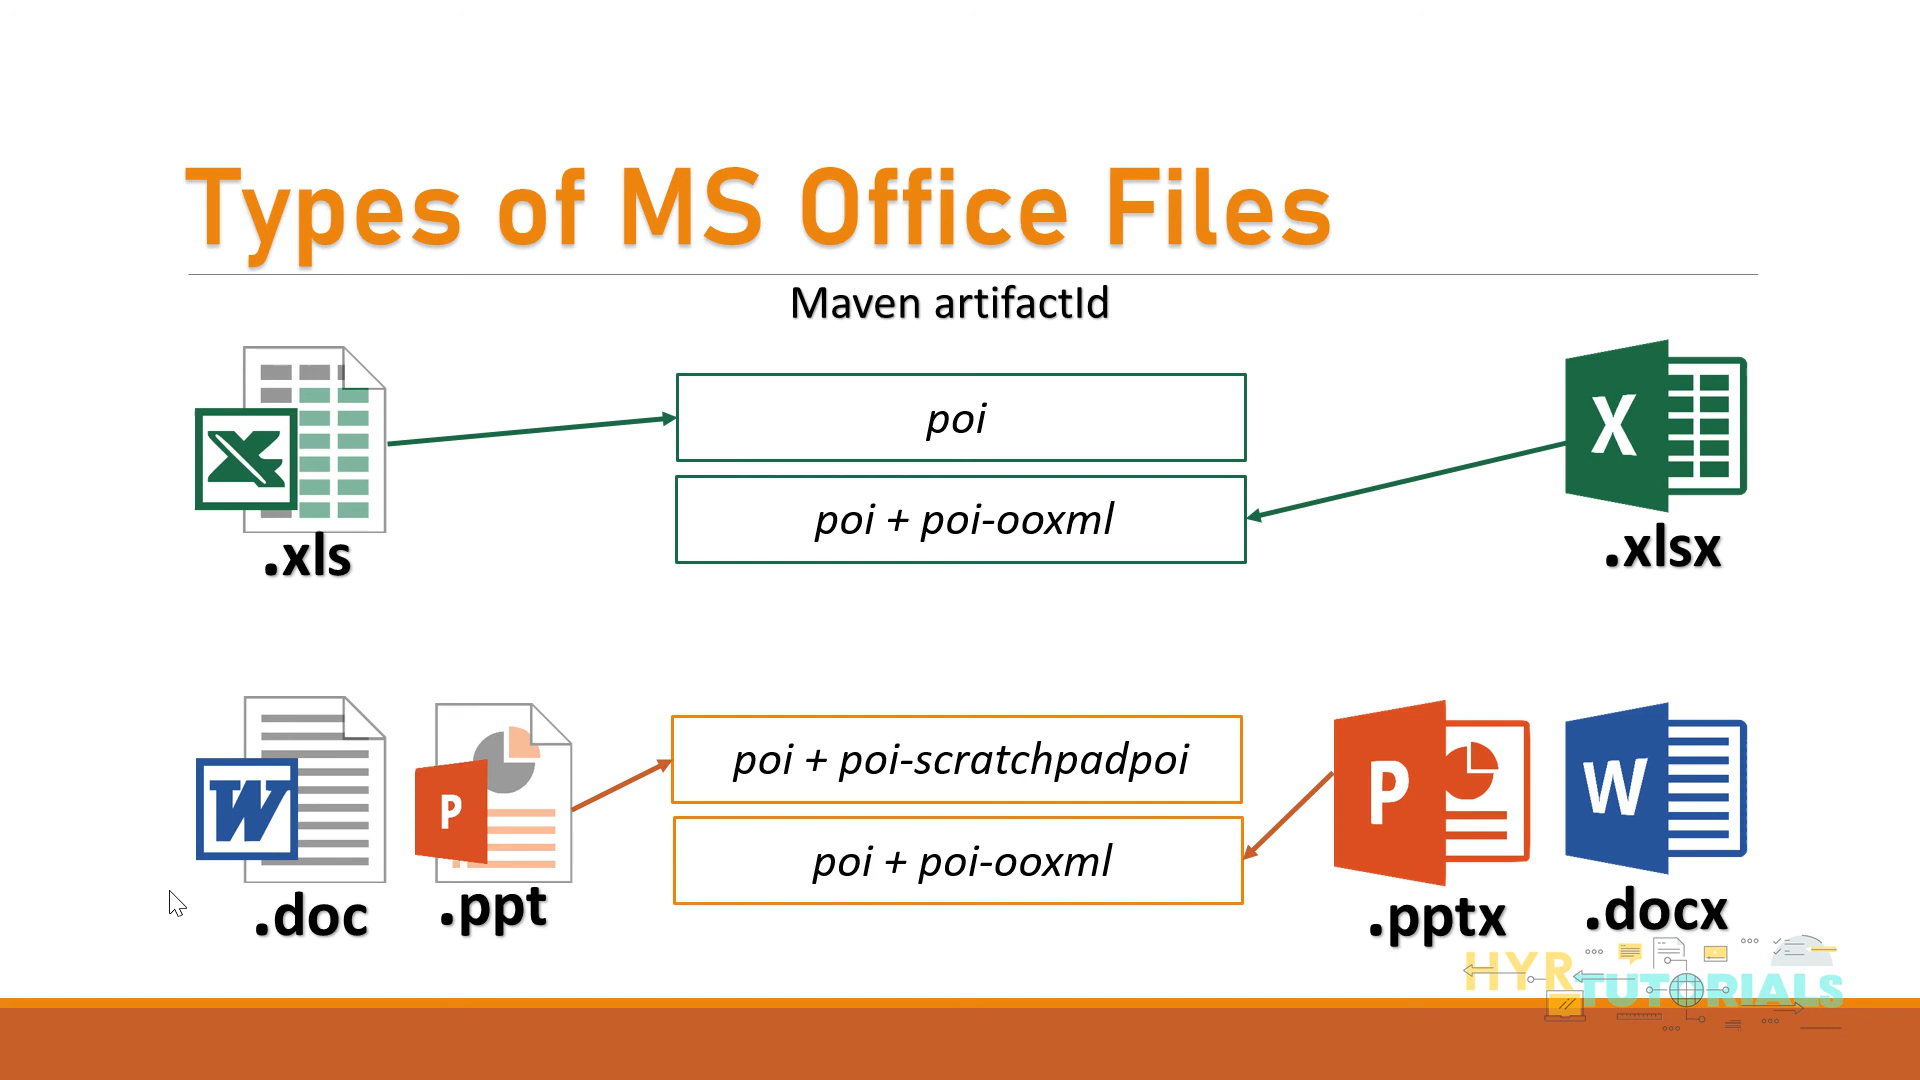 Types of MS Office Files
Maven artifactId
poi
poi + poi-ooxml
X
X
.xls
.xlsx
poi + poi-scratchpadpoi
poi + poi-ooxml
W
P
P
W
.doc
.ppt
.pptx
.docx
HYR TUTORIALS